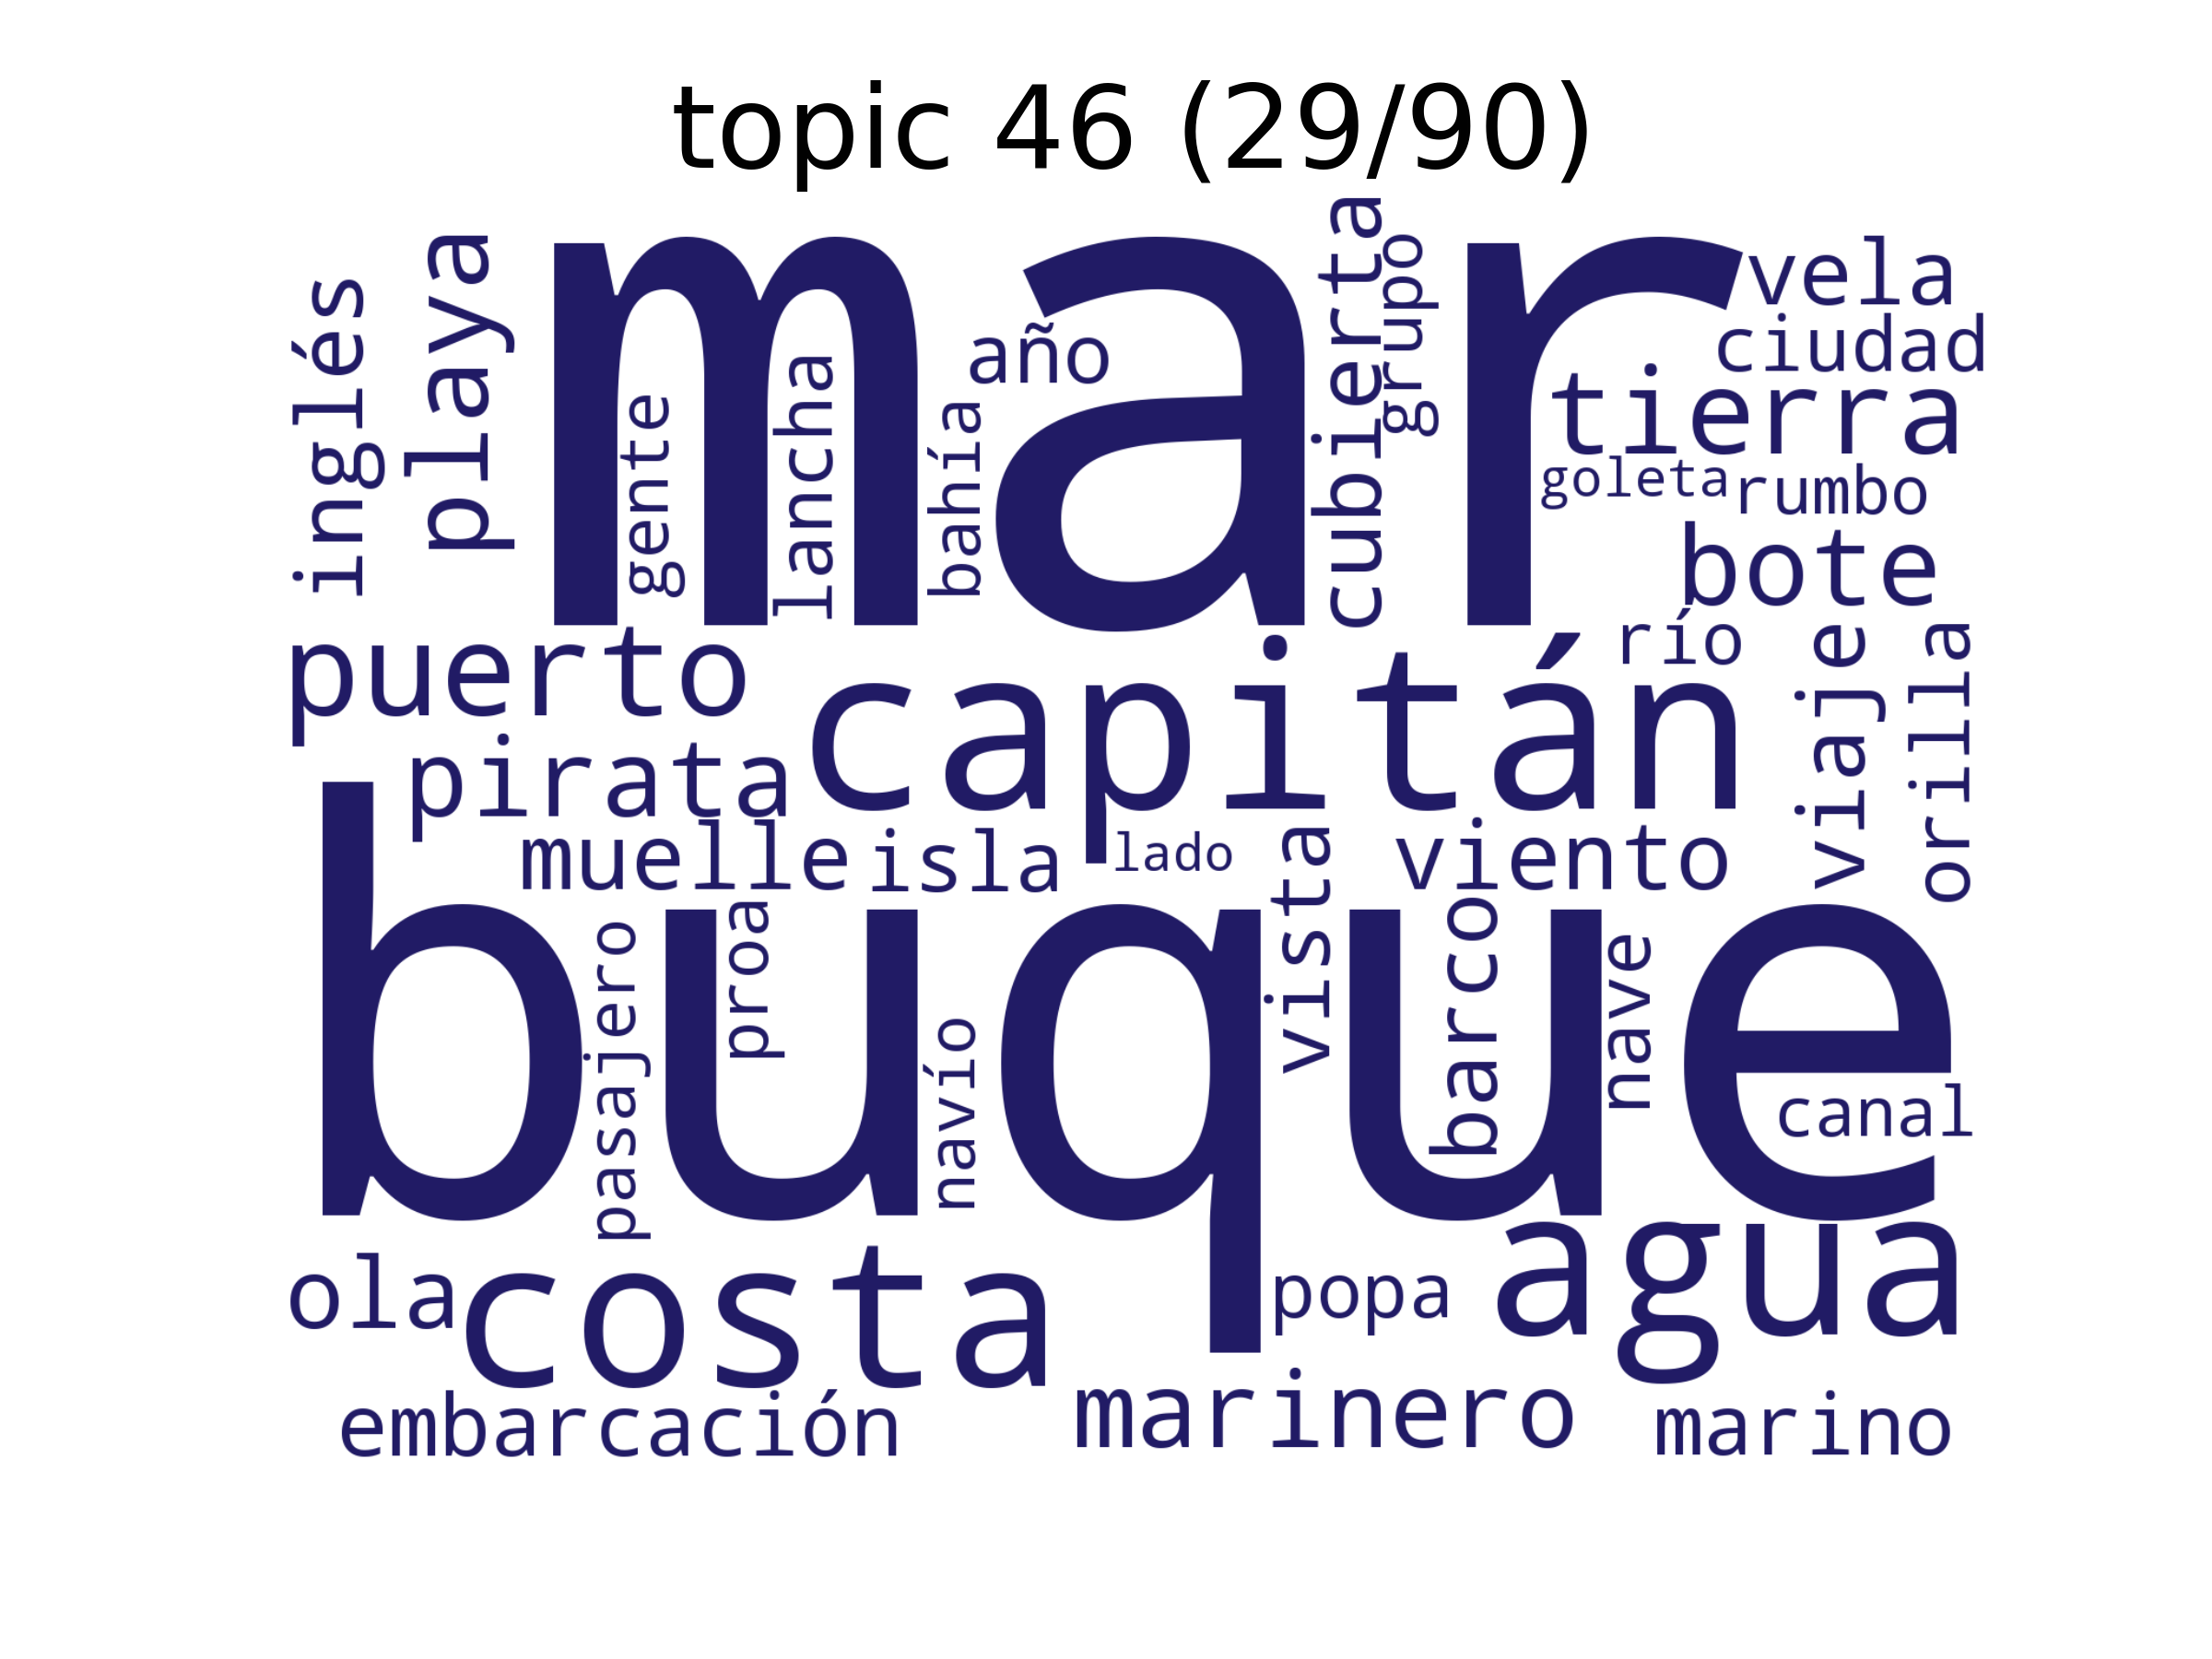 topic 46 (29/90)
mar
inglés
playa
gente
lancha
bahía
año
cubierta
grupo
vela
ciudad
tierra
goleta
rumbo
bote
río
viaje
orilla
puerto
capitán
pirata
muelle
isla
lado
vista
viento
buque
pasajero
proa
navío
barco
nave
canal
ola
costa
popa
agua
embarcación
marinero
marino